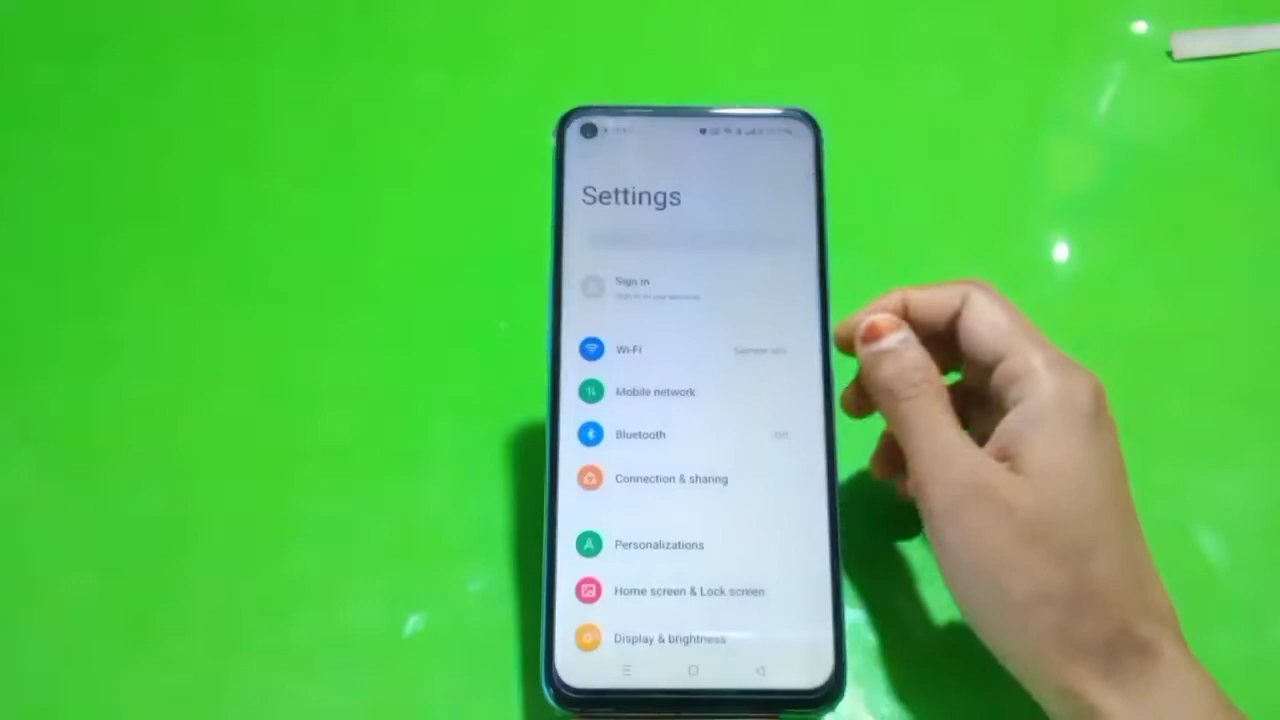 Settings
Sign in
Wi-Fi
Mobile network
Bluetooth
Connection & sharing
Personalizations
Home screen & Lock screen
Display & brightness